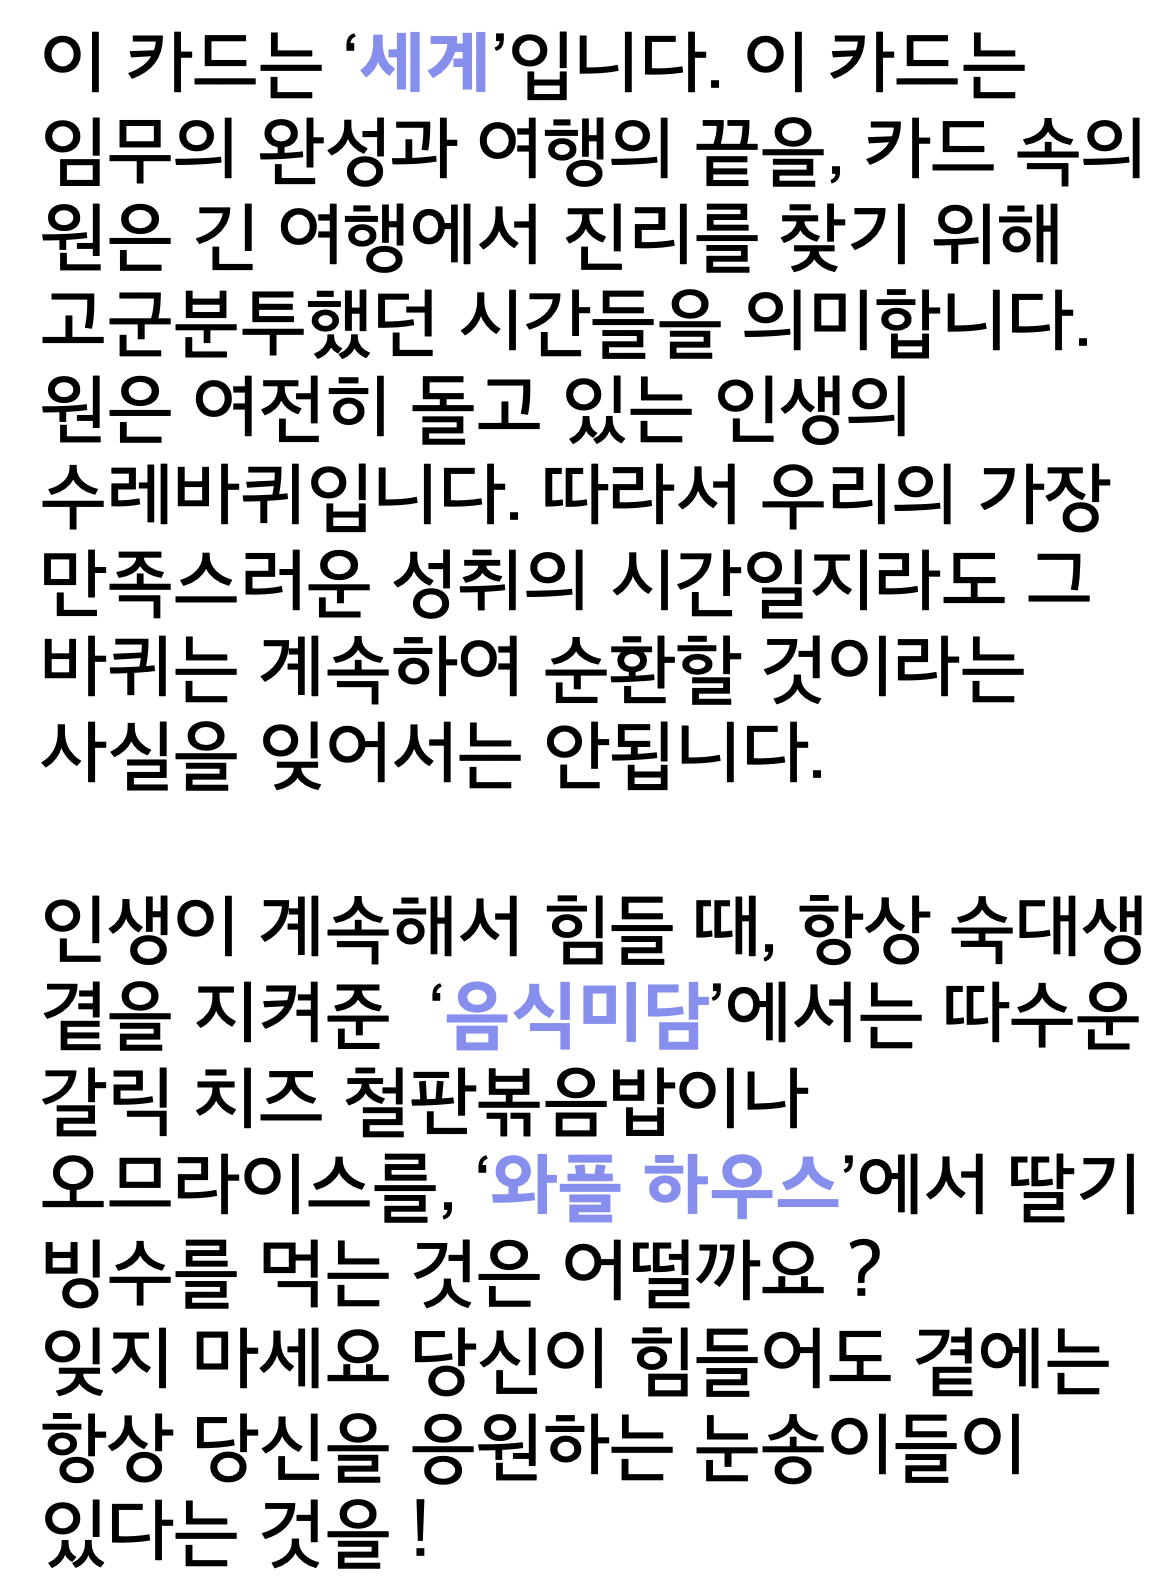 이 카드는 ‘세계’입니다. 이 카드는
임무의 완성과 여행의 끝을, 카드 속의
원은 긴 여행에서 진리를 찾기 위해
고군분투했던 시간들을 의미합니다.
원은 여전히 돌고 있는 인생의
수레바퀴입니다. 따라서 우리의 가장
만족스러운 성취의 시간일지라도 그
바퀴는 계속하여 순환할 것이라는
사실을 잊어서는 안됩니다.
인생이 계속해서 힘들 때, 항상 숙대생
곁을 지켜준 ‘음식미담’에서는 따수운
갈릭 치즈 철판볶음밥이나
오므라이스를, ‘와플 하우스’에서 딸기
빙수를 먹는 것은 어떨까요 ?
잊지 마세요 당신이 힘들어도 곁에는
항상 당신을 응원하는 눈송이들이
있다는 것을 !